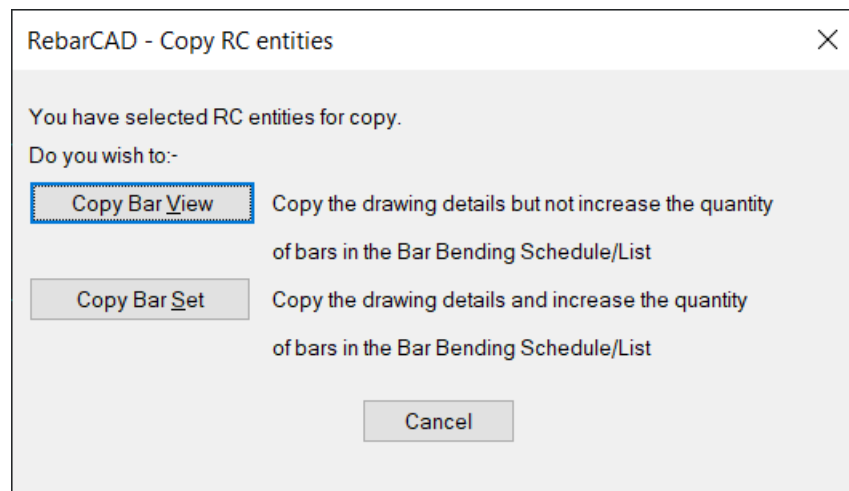 RebarCAD - Copy RC entities
You have selected RC entities for copy.
Do you wish to:-
Copy Bar View
Copy the drawing details but not increase the quantity
of bars in the Bar Bending Schedule/List
Copy Bar Set
Copy the drawing details and increase the quantity
of bars in the Bar Bending Schedule/List
Cancel